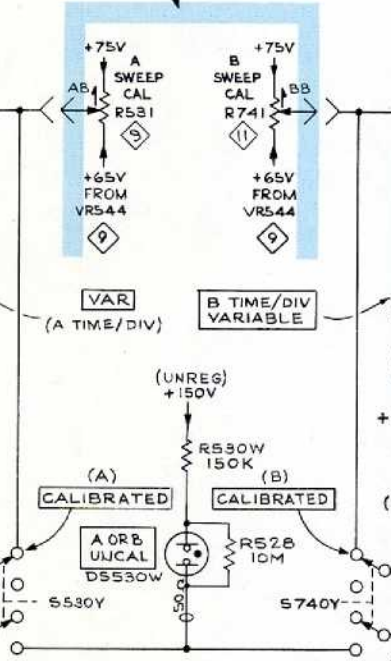 +75V
A
SWEEP
CAL
R531
9
AB
+65V
FROM
VR544
9
+75V
B
SWEEP
CAL
R741
11
BB
+65V
FROM
VR544
9
VAR
(A TIME/DIV)
B TIME/DIV
VARIABLE
(UNREG)
+150V
R530W
150K
(A)
CALIBRATED
(B)
CALIBRATED
A OR B
UNCAL
DS530W
R528
10M
S530Y
50
S740Y
+
(